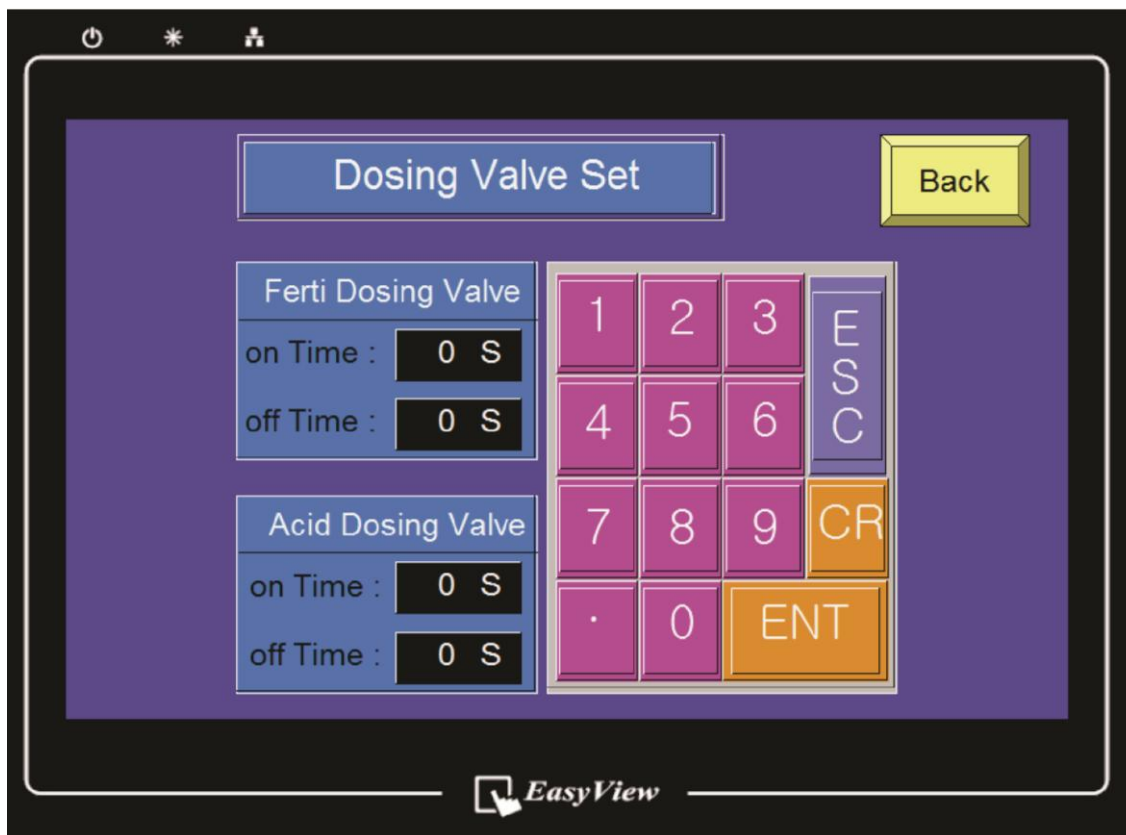 Dosing Valve Set
Back
Ferti Dosing Valve
on Time : 0 S
off Time : 0 S
Acid Dosing Valve
on Time : 0 S
off Time : 0 S
1 2 3
ESC
4 5 6
7 8 9 CR
. 0 ENT
EasyView